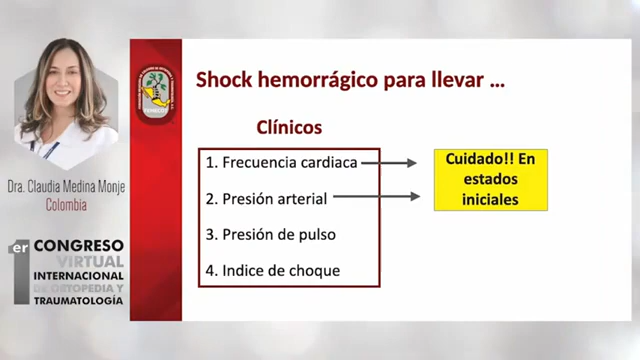 Shock hemorrágico para llevar ...
Clínicos
1. Frecuencia cardiaca
2. Presión arterial
3. Presión de pulso
4. Indice de choque
Cuidado!! En
estados
iniciales
Dra. Claudia Medina Monje
Colombia
1er CONGRESO
VIRTUAL
INTERNACIONAL
DE ORTOPEDIA Y
TRAUMATOLOGÍA